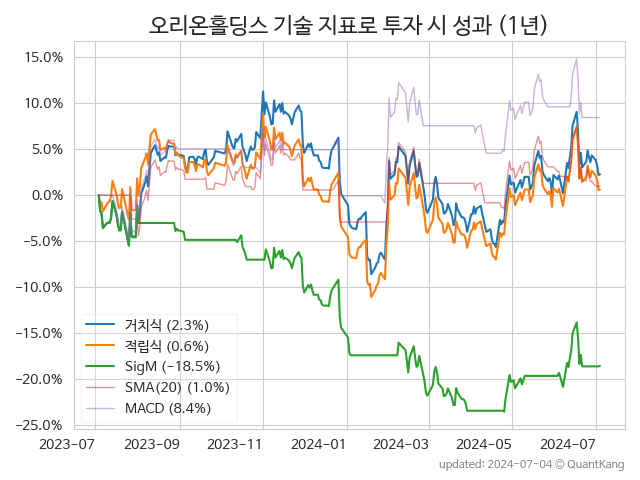 오리온홀딩스 기술 지표로 투자 시 성과 (1년)
15.0%
10.0%
5.0%
0.0%
−5.0%
−10.0%
−15.0%
−20.0%
−25.0%
거치식 (2.3%)
적립식 (0.6%)
SigM (−18.5%)
SMA(20) (1.0%)
MACD (8.4%)
2023-07 2023-09 2023-11 2024-01 2024-03 2024-05 2024-07
updated: 2024-07-04 ⓒ QuantKang